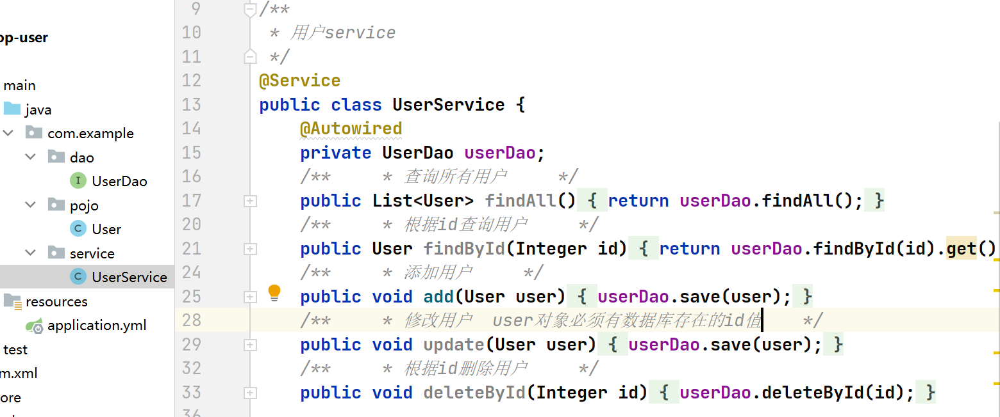 op-user
main
java
com.example
dao
UserDao
pojo
User
service
UserService
resources
application.yml
test
m.xml
ore
9 /**
10 * 用户service
11 */
12 @Service
13 public class UserService {
14 @Autowired
15 private UserDao userDao;
16 /** * 查询所有用户 */
17 public List<User> findAll() { return userDao.findAll(); }
20 /** * 根据id查询用户 */
21 public User findById(Integer id) { return userDao.findById(id).get()
24 /** * 添加用户 */
25 public void add(User user) { userDao.save(user); }
28 /** * 修改用户 user对象必须有数据库存在的id值 */
29 public void update(User user) { userDao.save(user); }
32 /** * 根据id删除用户 */
33 public void deleteById(Integer id) { userDao.deleteById(id); }
36